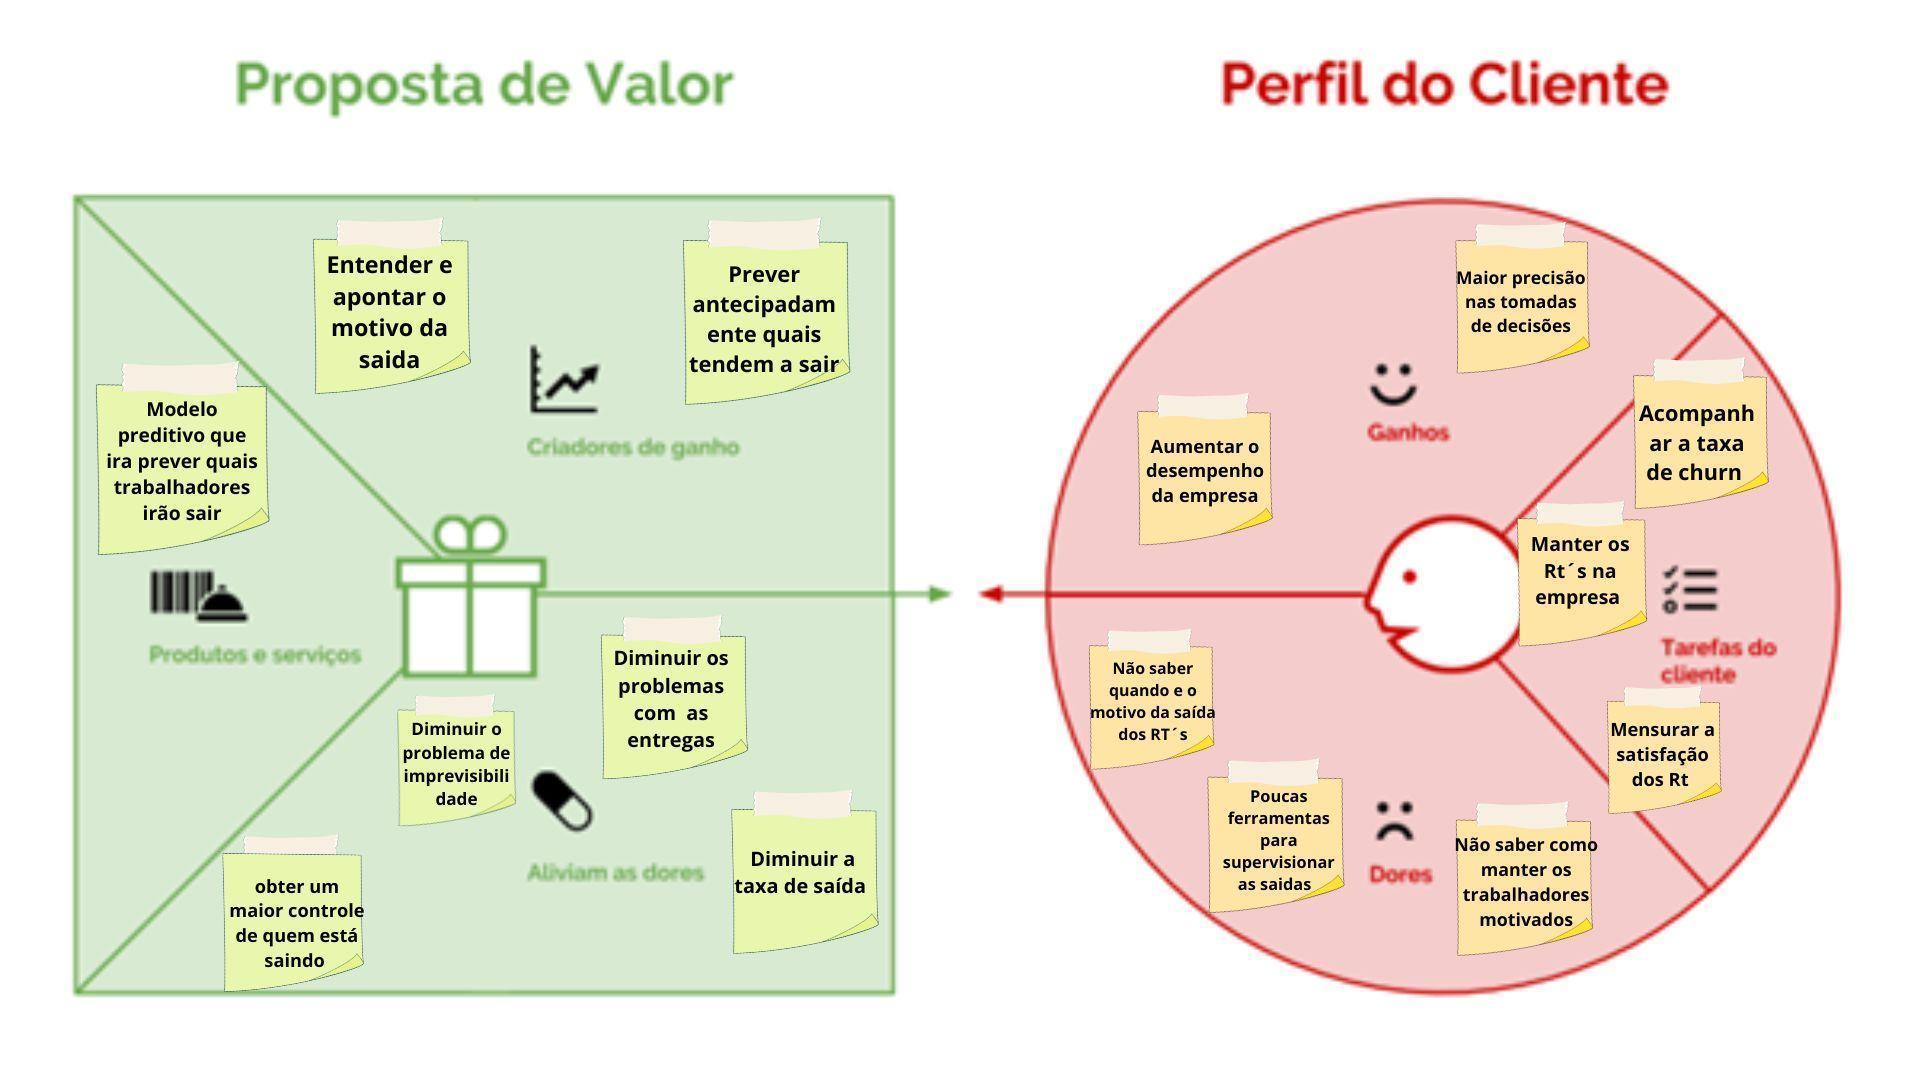 Proposta de Valor
Entender e
apontar o
motivo da
saida
Prever
antecipadam
ente quais
tendem a sair
Criadores de ganho
Modelo
preditivo que
ira prever quais
trabalhadores
irão sair
Produtos e serviços
Diminuir os
problemas
com as
entregas
Diminuir o
problema de
imprevisibili
dade
Aliviam as dores
Diminuir a
taxa de saída
obter um
maior controle
de quem está
saindo
Perfil do Cliente
Maior precisão
nas tomadas
de decisões
Aumentar o
desempenho
da empresa
Ganhos
Acompanh
ar a taxa
de churn
Manter os
Rt´s na
empresa
Tarefas do
cliente
Mensurar a
satisfação
dos Rt
Não saber
quando e o
motivo da saída
dos RT´s
Poucas
ferramentas
para
supervisionar
as saidas
Dores
Não saber como
manter os
trabalhadores
motivados